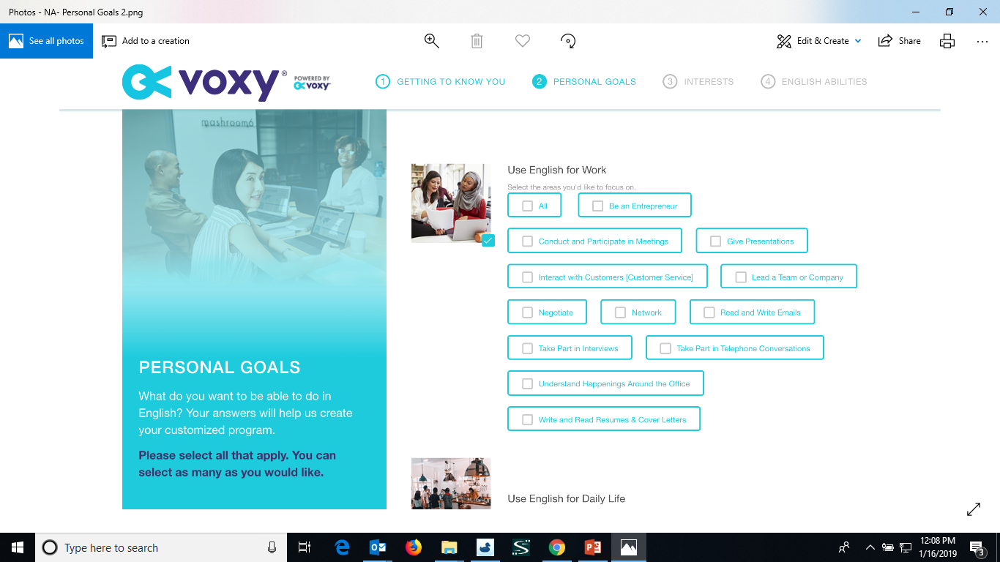 Photos - NA- Personal Goals 2.png
See all photos
Add to a creation
Edit & Create
Share
voxy®
POWERED BY
voxy
1 GETTING TO KNOW YOU
2 PERSONAL GOALS
3 INTERESTS
4 ENGLISH ABILITIES
mashroom6
PERSONAL GOALS
What do you want to be able to do in
English? Your answers will help us create
your customized program.
Please select all that apply. You can
select as many as you would like.
Use English for Work
Select the areas you'd like to focus on.
All
Be an Entrepreneur
Conduct and Participate in Meetings
Give Presentations
Interact with Customers [Customer Service]
Lead a Team or Company
Negotiate
Network
Read and Write Emails
Take Part in Interviews
Take Part in Telephone Conversations
Understand Happenings Around the Office
Write and Read Resumes & Cover Letters
Use English for Daily Life
Type here to search
12:08 PM
1/16/2019
3